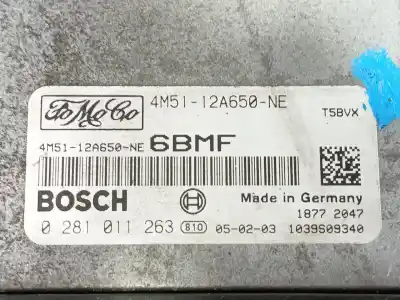 FoMoCo
4M51-12A650-NE
T5BVX
4M51-12A650-NE 6BMF
BOSCH
Made in Germany
1877 2047
0 281 011 263 810 05-02-03 1039S09340